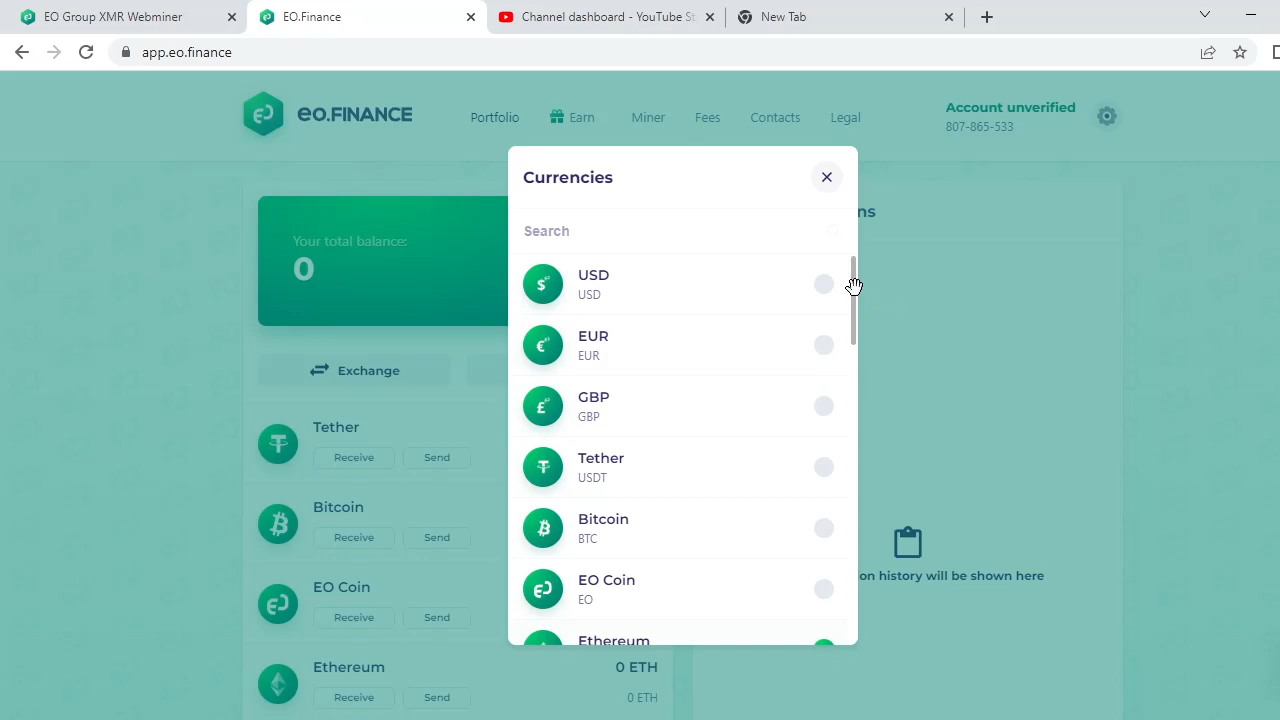 EO Group XMR Webminer
EO.Finance
Channel dashboard - YouTube St
New Tab
app.eo.finance
eo.FINANCE
Portfolio
Earn
Miner
Fees
Contacts
Legal
Account unverified
807-865-533
Your total balance:
0
Exchange
Tether
Receive
Send
Bitcoin
Receive
Send
EO Coin
Receive
Send
Ethereum
0 ETH
Receive
Send
0 ETH
Currencies
Search
USD
USD
EUR
EUR
GBP
GBP
Tether
USDT
Bitcoin
BTC
EO Coin
EO
Ethereum
ns
on history will be shown here